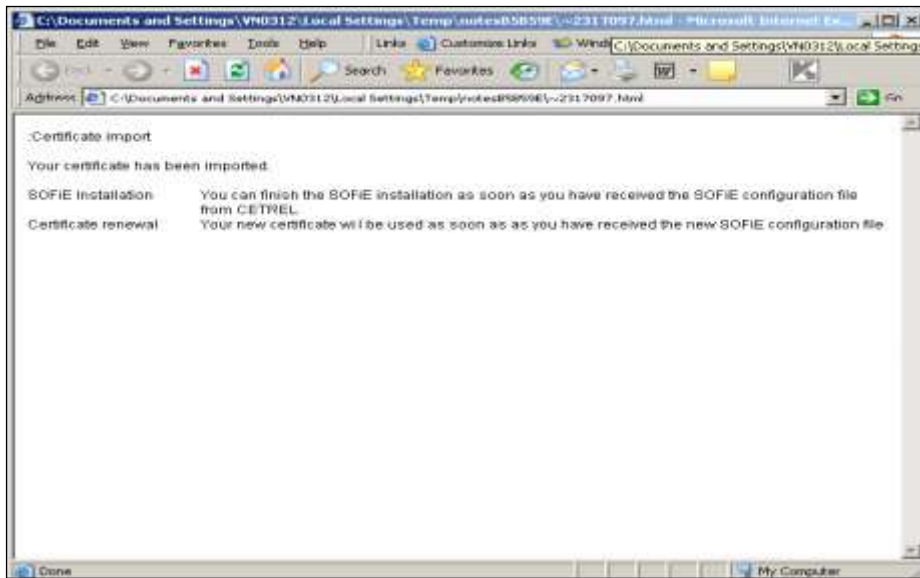 C:\Documents and Settings\VN0312\Local Settings\Temp\notesB5B59E\~2317097.html - Microsoft Internet Ex...
File Edit View Favorites Tools Help Links Customize Links C:\Documents and Settings\VN0312\Local Settings
Search Favorites
Address C:\Documents and Settings\VN0312\Local Settings\Temp\notesB5B59E\~2317097.html Go
:Certificate import
Your certificate has been imported.
SOFiE Installation You can finish the SOFiE installation as soon as you have received the SOFiE configuration file
from CETREL
Certificate renewal Your new certificate will be used as soon as as you have received the new SOFiE configuration file
Done My Computer